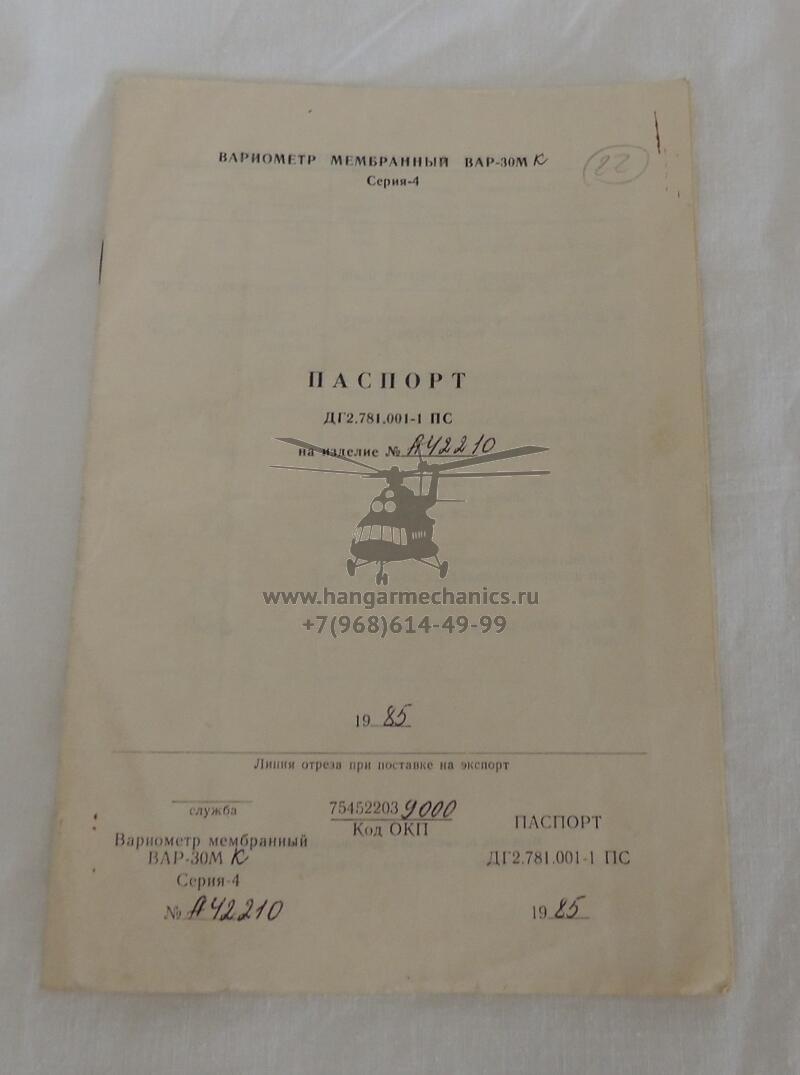 ВАРИОМЕТР МЕМБРАННЫЙ ВАР-30М К
Серия-4
22
ПАСПОРТ
ДГ2.781.001-1 ПС
на изделие № А42210
www.hangarmechanics.ru
+7(968)614-49-99
19 85
Линия отреза при поставке на экспорт
служба
Вариометр мембранный
ВАР-30М К
Серия-4
№ А42210
754522039000
Код ОКП
ПАСПОРТ
ДГ2.781.001-1 ПС
19 85